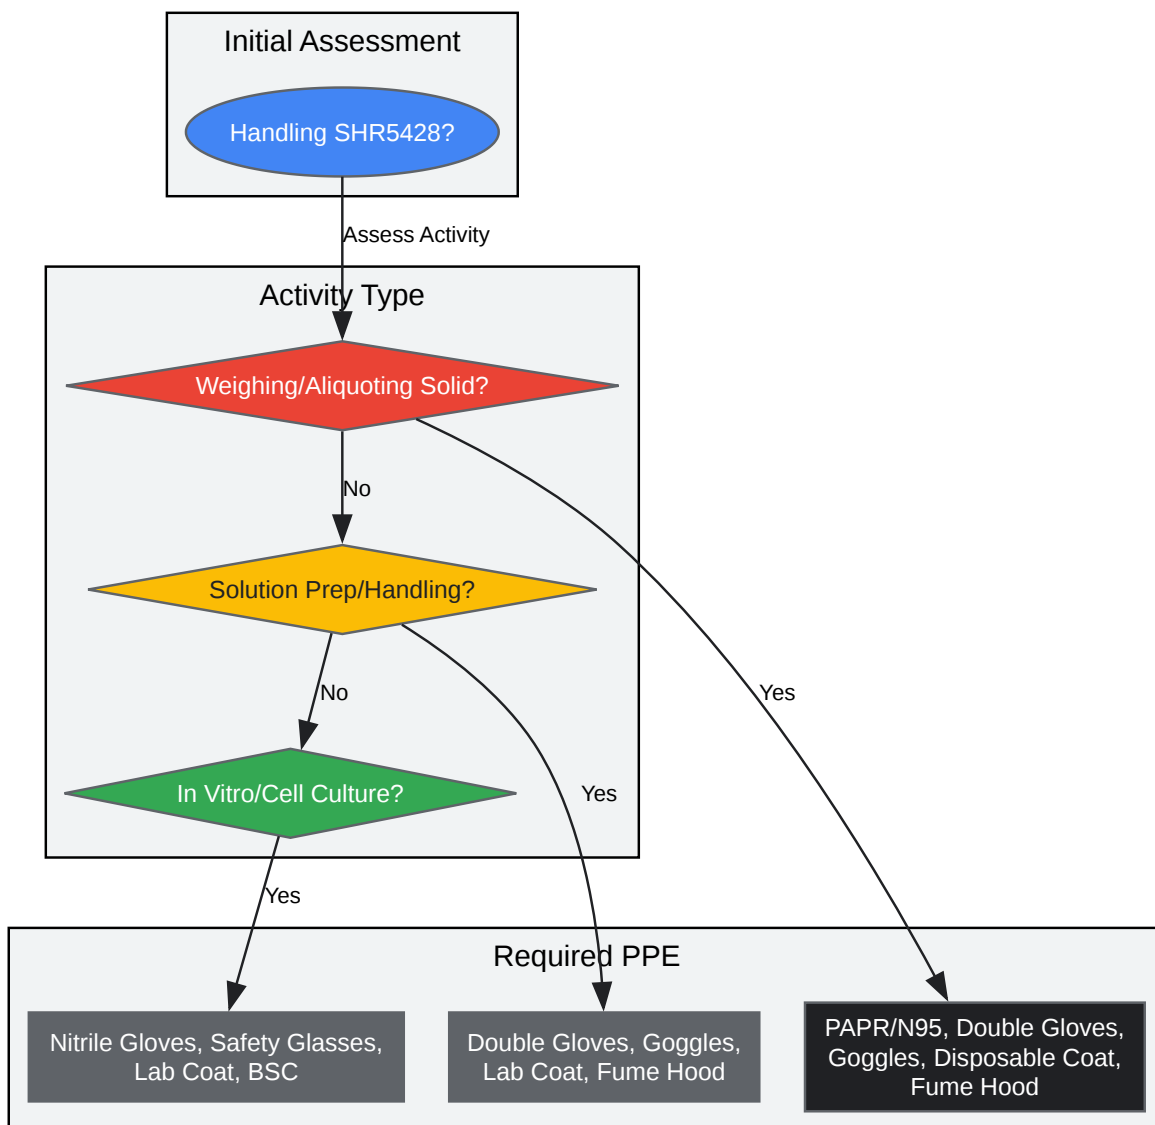 Initial Assessment
Handling SHR5428?
Assess Activity
Activity Type
Weighing/Aliquoting Solid?
No
Solution Prep/Handling?
No
Yes
In Vitro/Cell Culture?
Yes
Yes
Required PPE
Nitrile Gloves, Safety Glasses,
Lab Coat, BSC
Double Gloves, Goggles,
Lab Coat, Fume Hood
PAPR/N95, Double Gloves,
Goggles, Disposable Coat,
Fume Hood